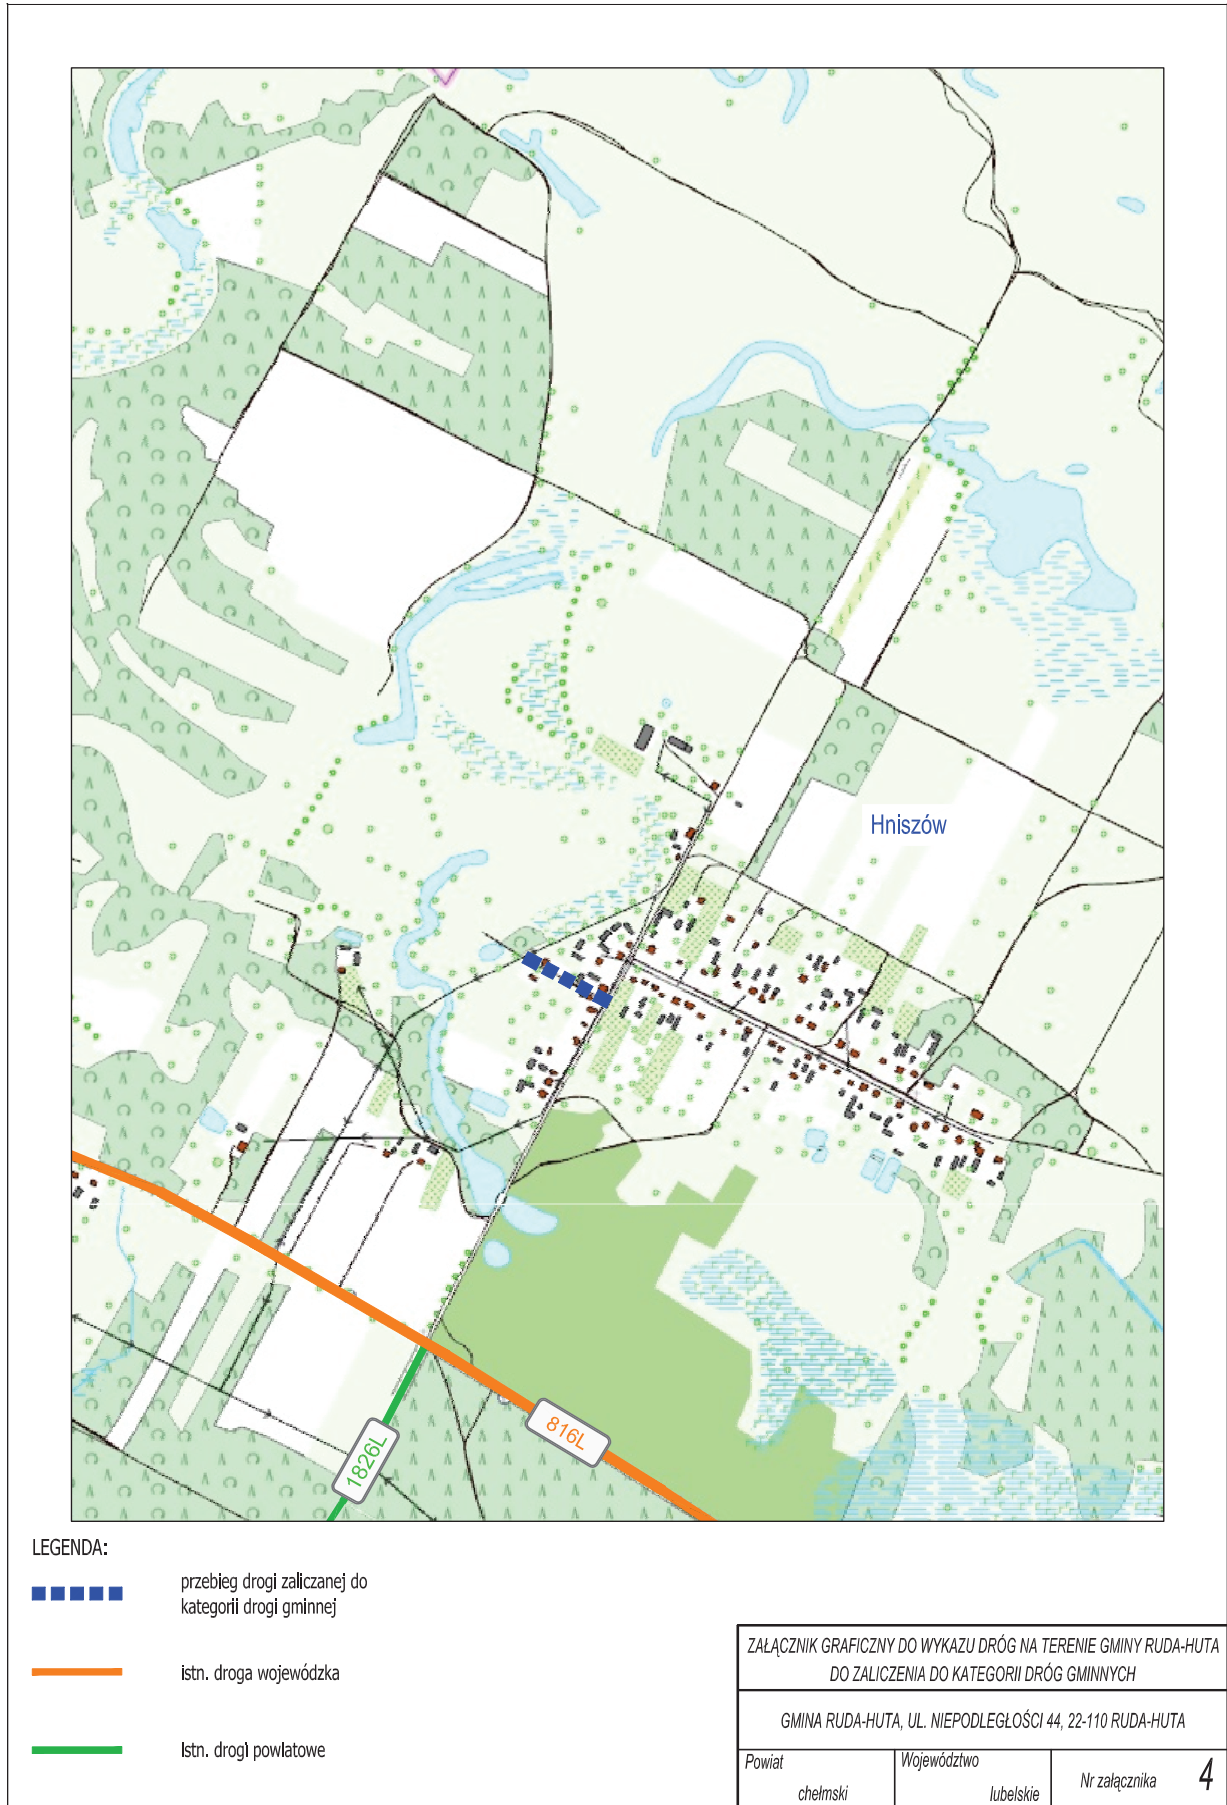 Hniszów
816L
1826L
LEGENDA:
przebieg drogi zaliczanej do
kategorii drogi gminnej
istn. droga wojewódzka
istn. drogi powiatowe
ZAŁĄCZNIK GRAFICZNY DO WYKAZU DRÓG NA TERENIE GMINY RUDA-HUTA
DO ZALICZENIA DO KATEGORII DRÓG GMINNYCH
GMINA RUDA-HUTA, UL. NIEPODLEGŁOŚCI 44, 22-110 RUDA-HUTA
Powiat
chełmski
Województwo
lubelskie
Nr załącznika 4